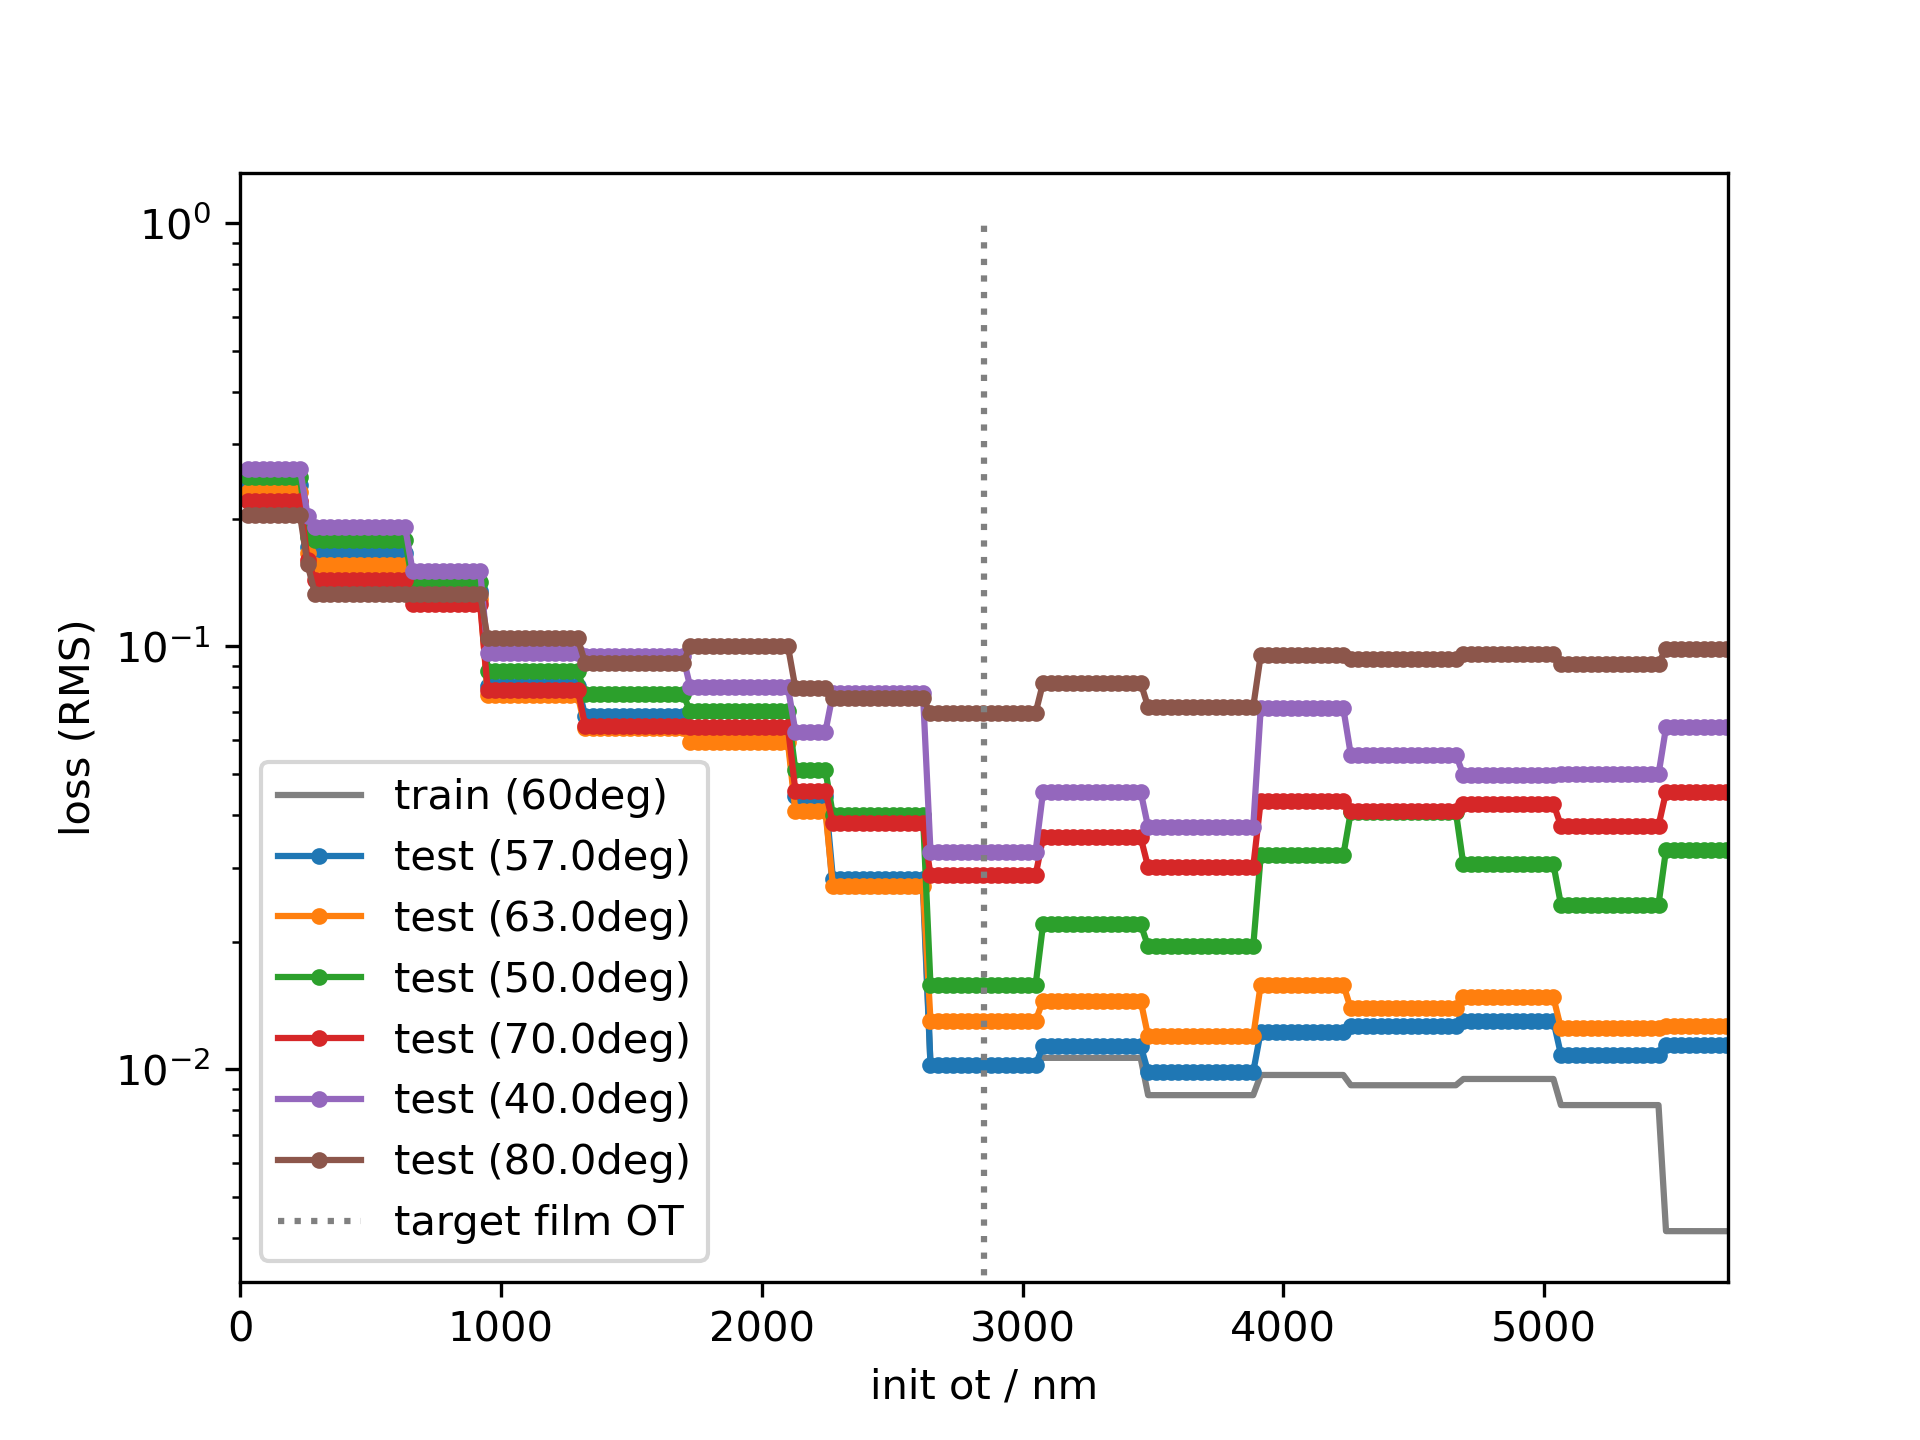 10⁰
10⁻¹
10⁻²
loss (RMS)
train (60deg)
test (57.0deg)
test (63.0deg)
test (50.0deg)
test (70.0deg)
test (40.0deg)
test (80.0deg)
target film OT
0 1000 2000 3000 4000 5000
init ot / nm